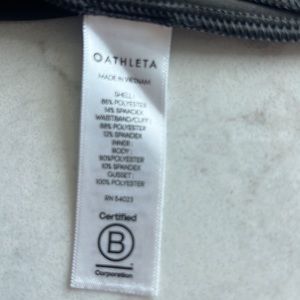 ATHLETA
MADE IN VIETNAM
SHELL :
86% POLYESTER
14% SPANDEX
WAISTBAND/CUFF :
88% POLYESTER
12% SPANDEX
INNER :
BODY :
90%POLYESTER
10% SPANDEX
GUSSET :
100% POLYESTER
RN 54023
Certified
B
Corporation